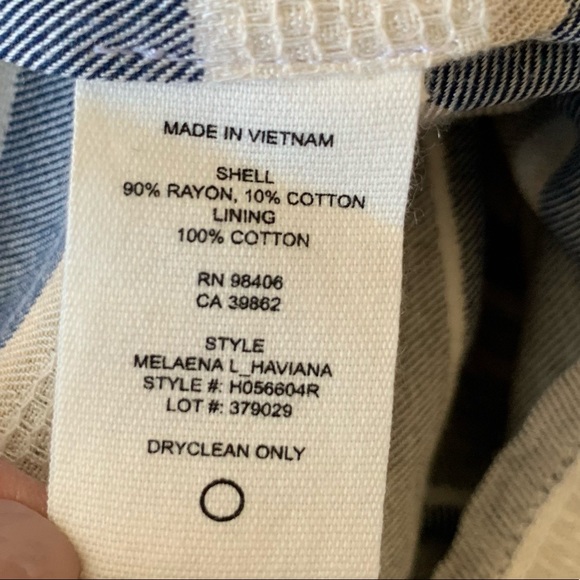 MADE IN VIETNAM
SHELL
90% RAYON, 10% COTTON
LINING
100% COTTON
RN 98406
CA 39862
STYLE
MELAENA L_HAVIANA
STYLE #: H056604R
LOT #: 379029
DRYCLEAN ONLY